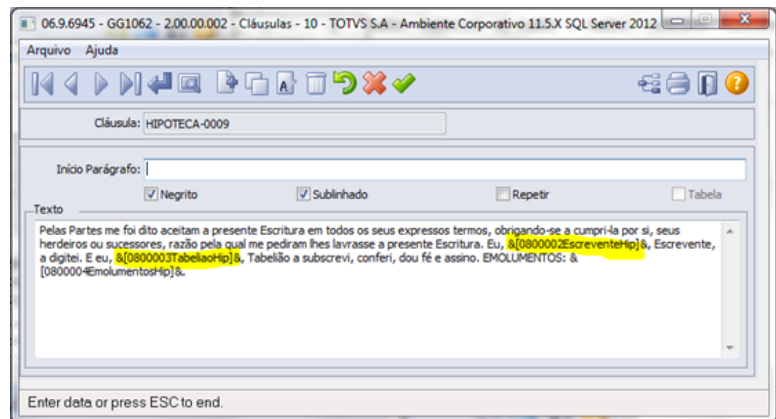 06.9.6945 - GG1062 - 2.00.00.002 - Cláusulas - 10 - TOTVS S.A - Ambiente Corporativo 11.5.X SQL Server 2012
Arquivo Ajuda
Cláusula: HIPOTECA-0009
Início Parágrafo:
Negrito Sublinhado Repetir Tabela
Texto
Pelas Partes me foi dito aceitam a presente Escritura em todos os seus expressos termos, obrigando-se a cumpri-la por si, seus
herdeiros ou sucessores, razão pela qual me pediram lhes lavrasse a presente Escritura. Eu, &[0800002EscreventeHip]&, Escrevente,
a digitei. E eu, &[0800003TabeliaoHip]&, Tabelião a subscrevi, conferi, dou fé e assino. EMOLUMENTOS: &
[0800004EmolumentosHip]&.
Enter data or press ESC to end.